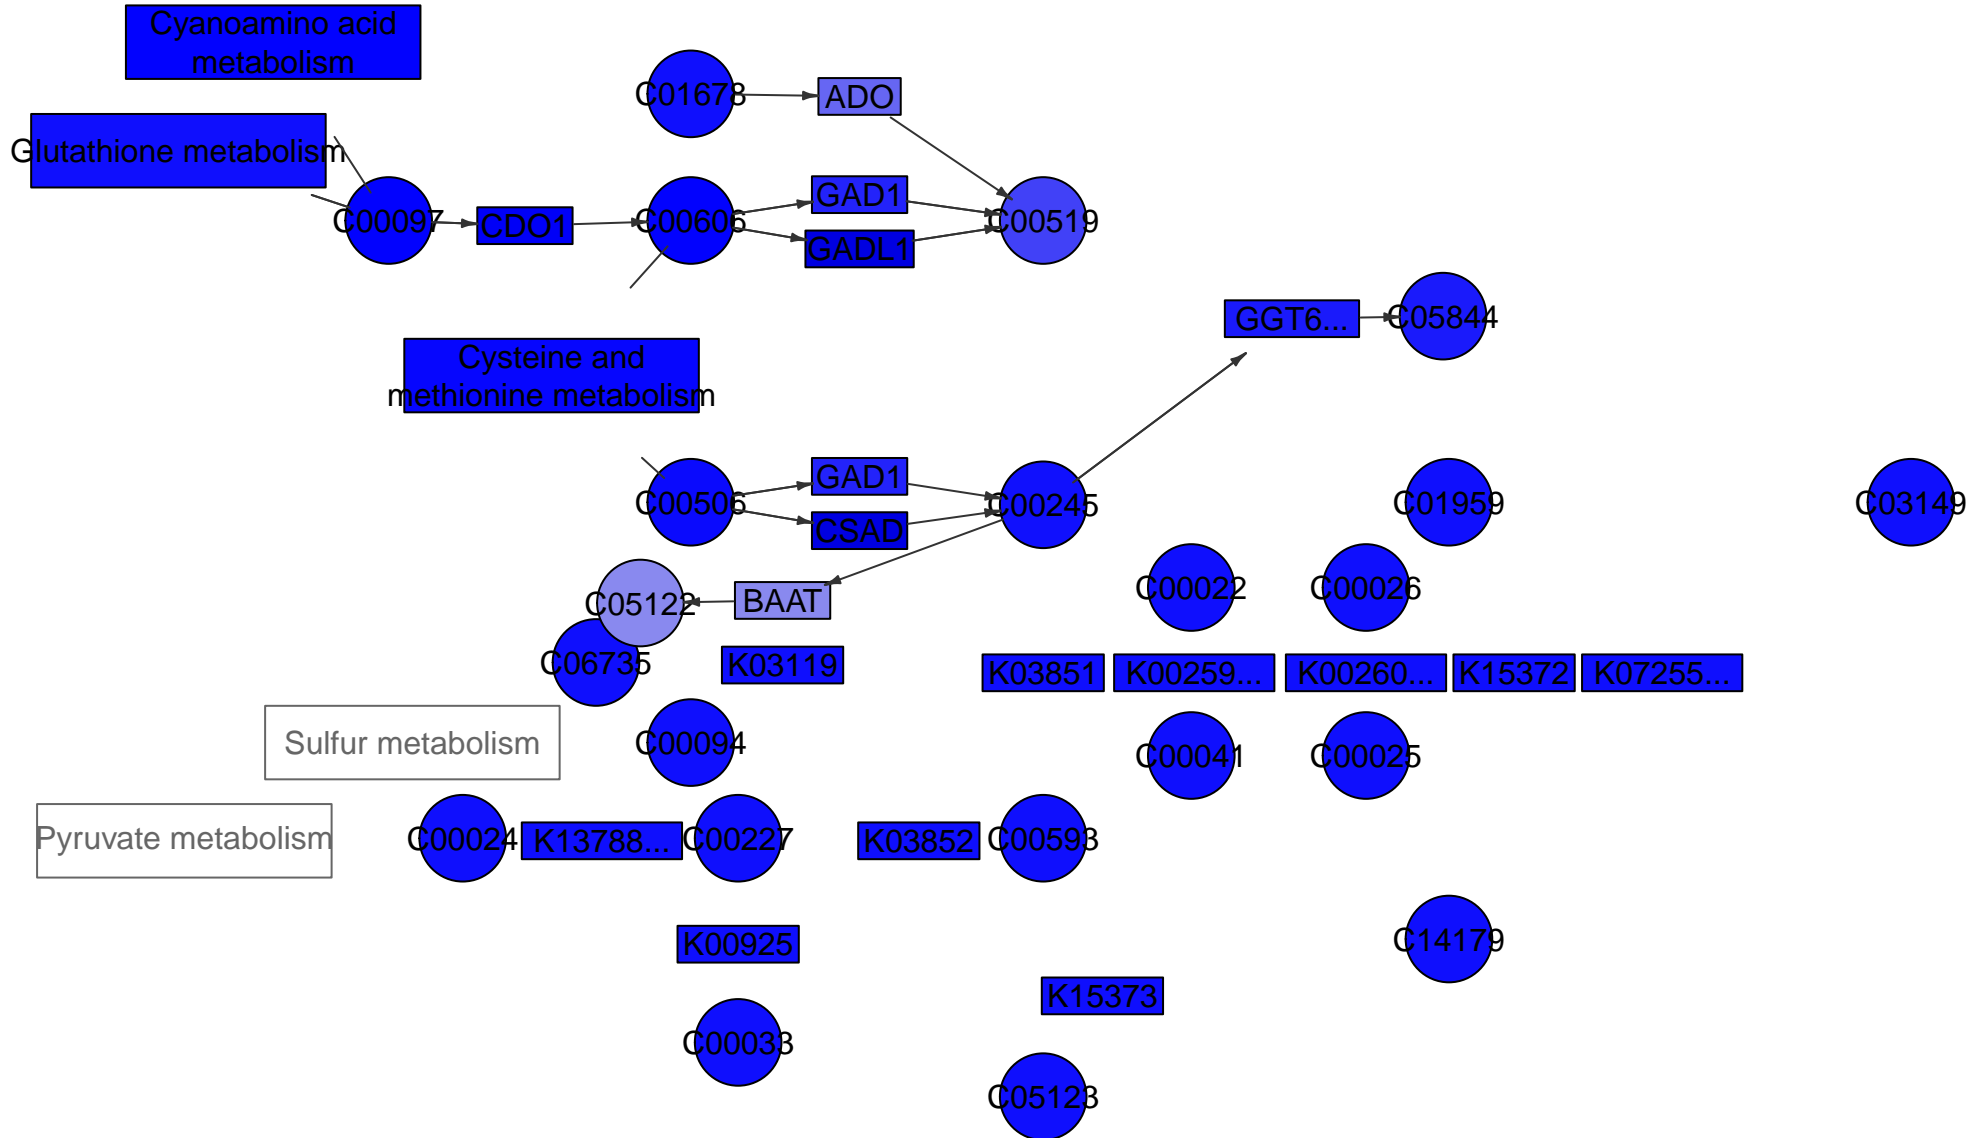 Cyanoamino acid
metabolism
C01678
ADO
Glutathione metabolism
C00097
CDO1
C00606
GAD1
GADL1
C00519
GGT6...
C05844
Cysteine and
methionine metabolism
C00506
GAD1
CSAD
C00245
C01959
C03149
C05122
BAAT
C00022
C00026
C06735
K03119
K03851
K00259...
K00260...
K15372
K07255...
Sulfur metabolism
C00094
C00041
C00025
Pyruvate metabolism
C00024
K13788...
C00227
K03852
C00593
K00925
C14179
K15373
C00033
C05123